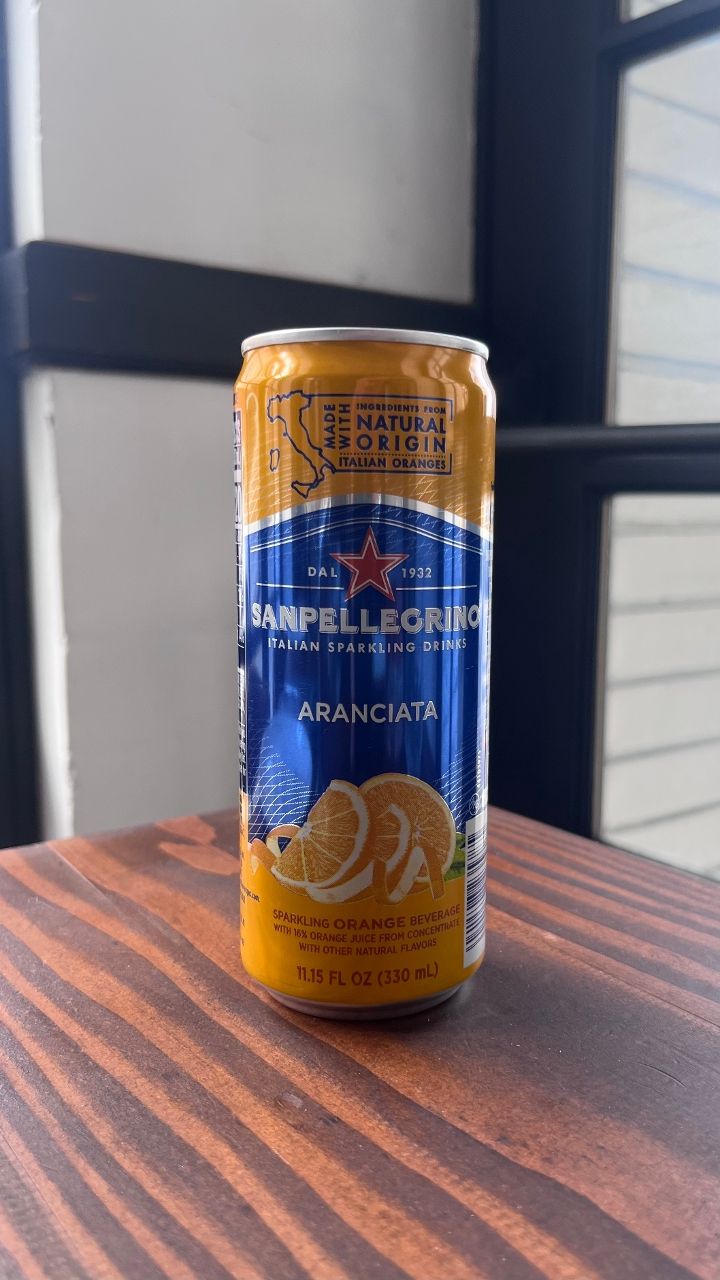 MADE WITH
INGREDIENTS FROM
NATURAL
ORIGIN
ITALIAN ORANGES
DAL 1932
SANPELLEGRINO
ITALIAN SPARKLING DRINKS
ARANCIATA
SPARKLING ORANGE BEVERAGE
WITH 16% ORANGE JUICE FROM CONCENTRATE
WITH OTHER NATURAL FLAVORS
11.15 FL OZ (330 mL)